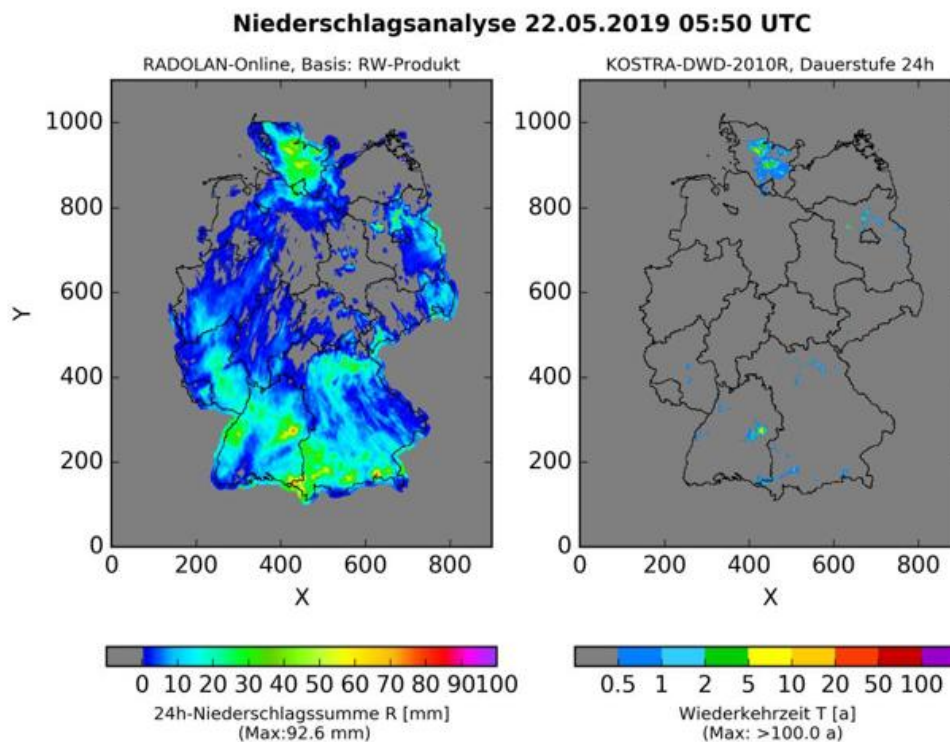 Niederschlagsanalyse 22.05.2019 05:50 UTC
RADOLAN-Online, Basis: RW-Produkt
KOSTRA-DWD-2010R, Dauerstufe 24h
1000
800
600
400
200
0
Y
0 200 400 600 800
X
1000
800
600
400
200
0
0 200 400 600 800
X
0 10 20 30 40 50 60 70 80 90 100
24h-Niederschlagssumme R [mm]
(Max:92.6 mm)
0.5 1 2 5 10 20 50 100
Wiederkehrzeit T [a]
(Max: >100.0 a)